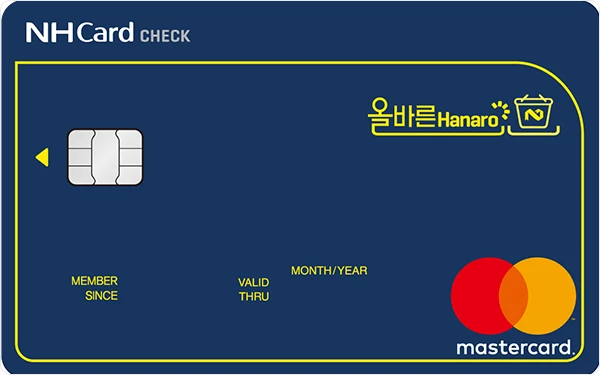 NHCard CHECK
올바른Hanaro
MONTH/YEAR
MEMBER VALID
SINCE THRU
mastercard.